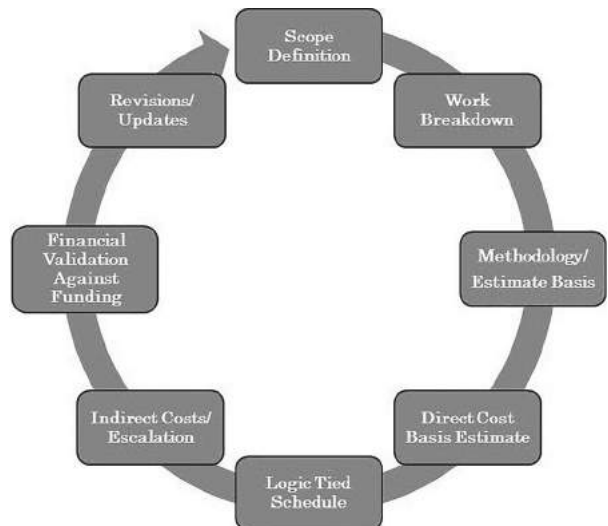 Scope
Definition
Work
Breakdown
Methodology/
Estimate Basis
Direct Cost
Basis Estimate
Logic Tied
Schedule
Indirect Costs/
Escalation
Financial
Validation
Against
Funding
Revisions/
Updates